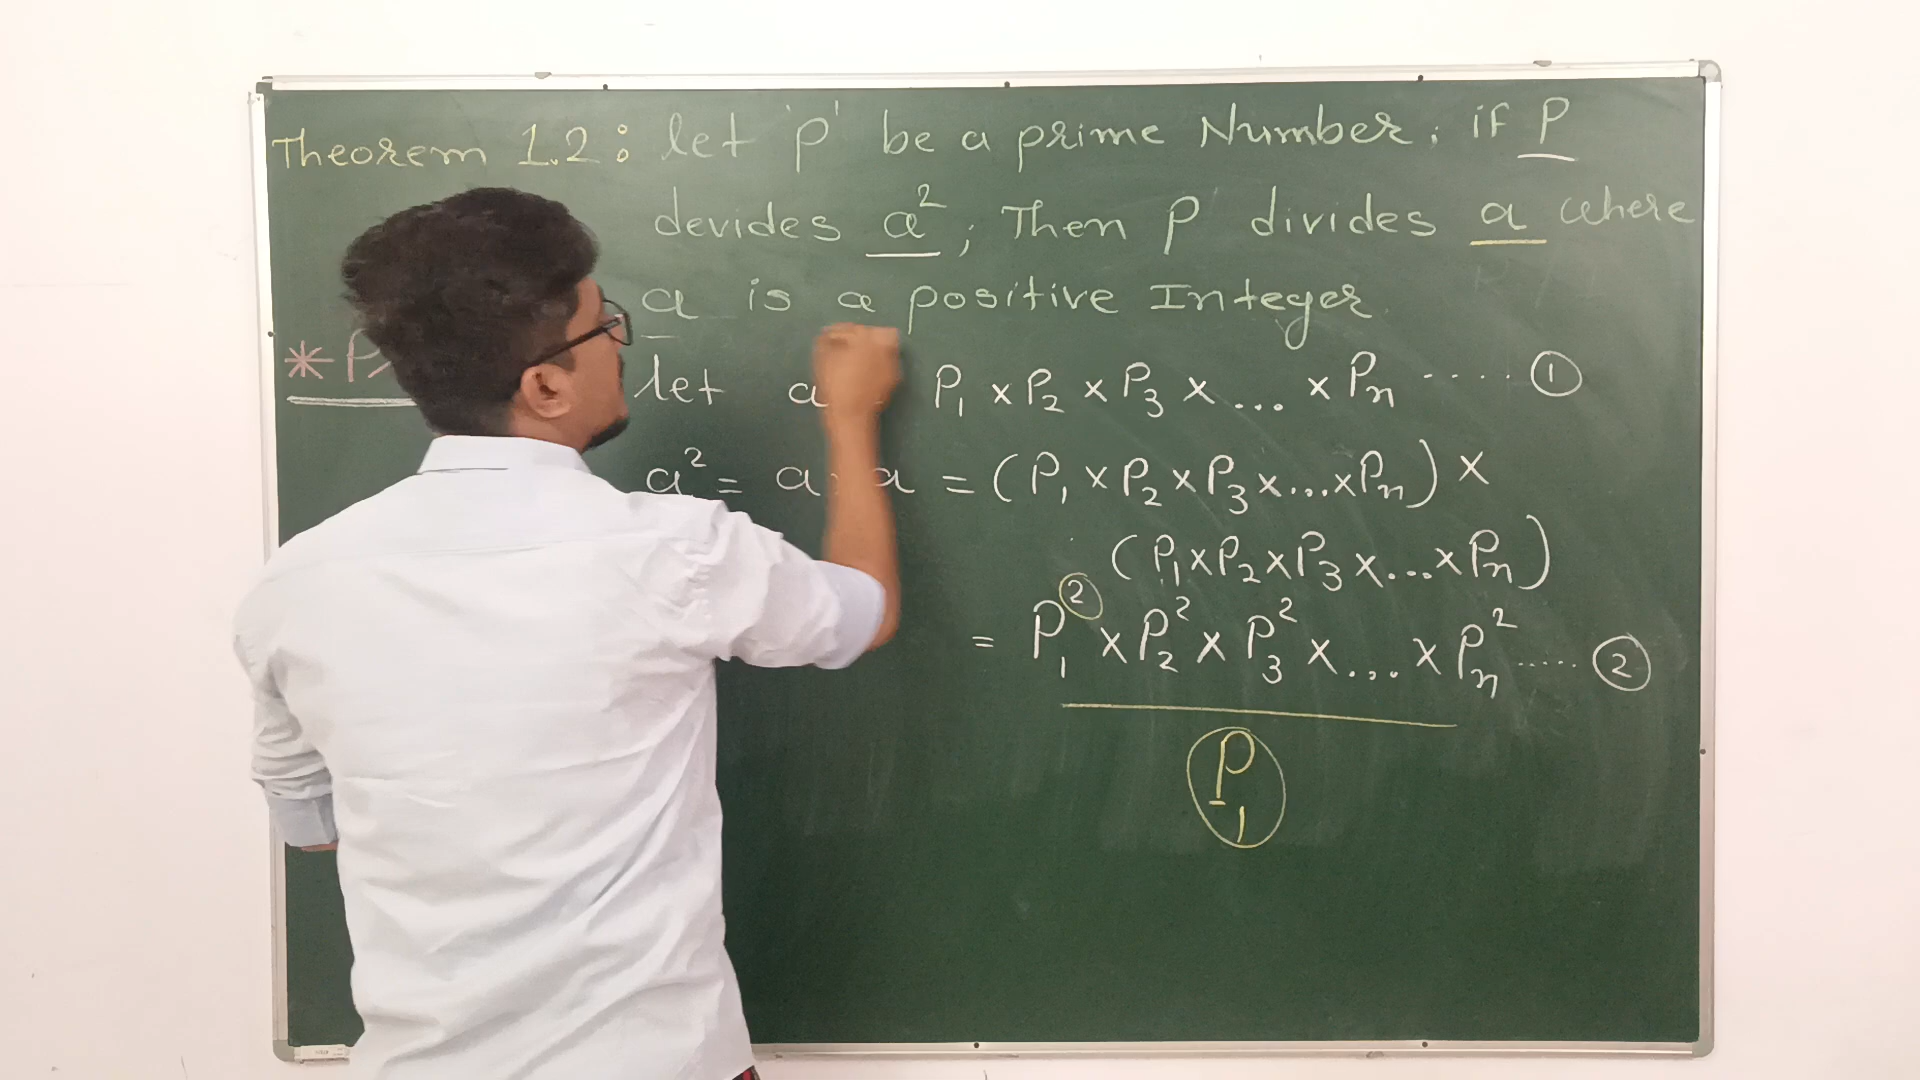 Theorem 1.2: let 'p' be a prime Number; if P
devides a²; Then p divides a where
a is a positive Integer.
let a P₁ × P₂ × P₃ × ... × Pₙ ..... ①
a² = a a = (P₁ × P₂ × P₃ × ... × Pₙ) ×
(P₁ × P₂ × P₃ × ... × Pₙ)
= P₁² × P₂² × P₃² × ... × Pₙ² ..... ②
P₁